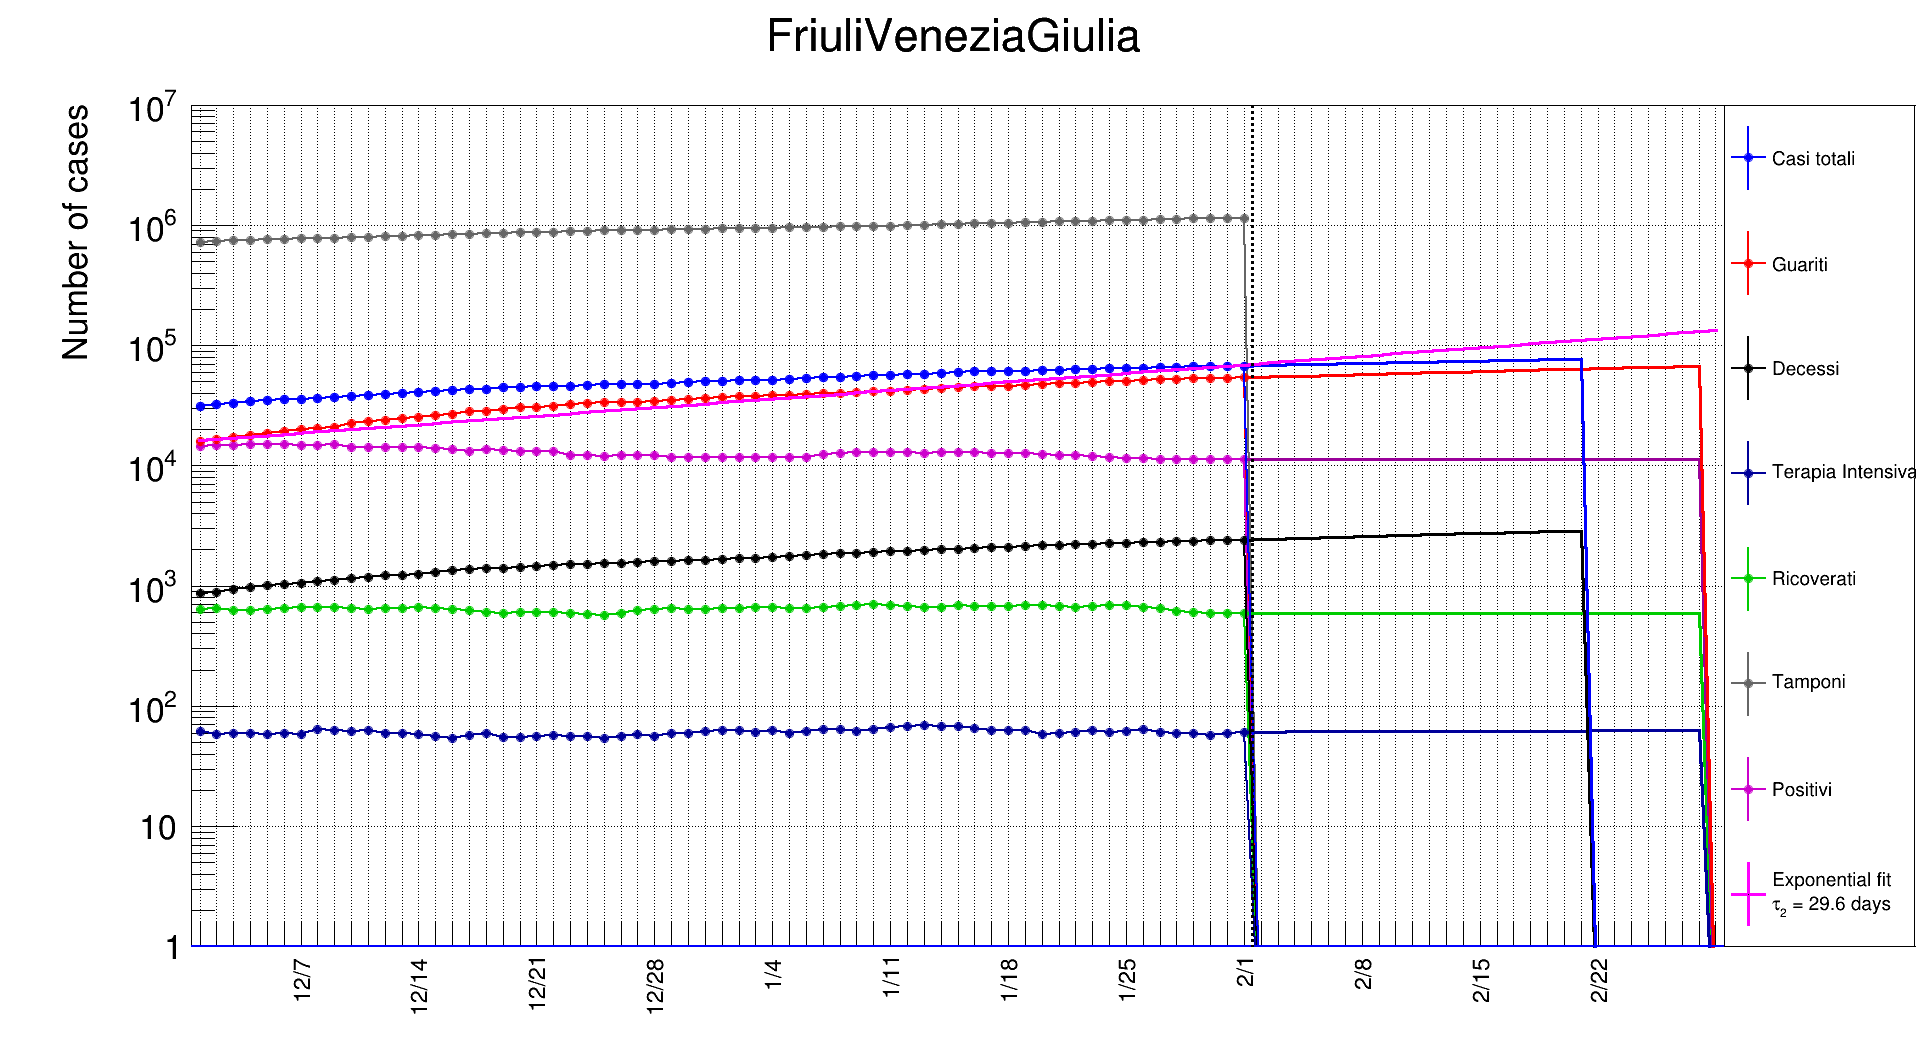 FriuliVeneziaGiulia
Number of cases
10^7
10^6
10^5
10^4
10^3
10^2
10
1
12/7
12/14
12/21
12/28
1/4
1/11
1/18
1/25
2/1
2/8
2/15
2/22
Casi totali
Guariti
Decessi
Terapia Intensiva
Ricoverati
Tamponi
Positivi
Exponential fit
τ_2 = 29.6 days